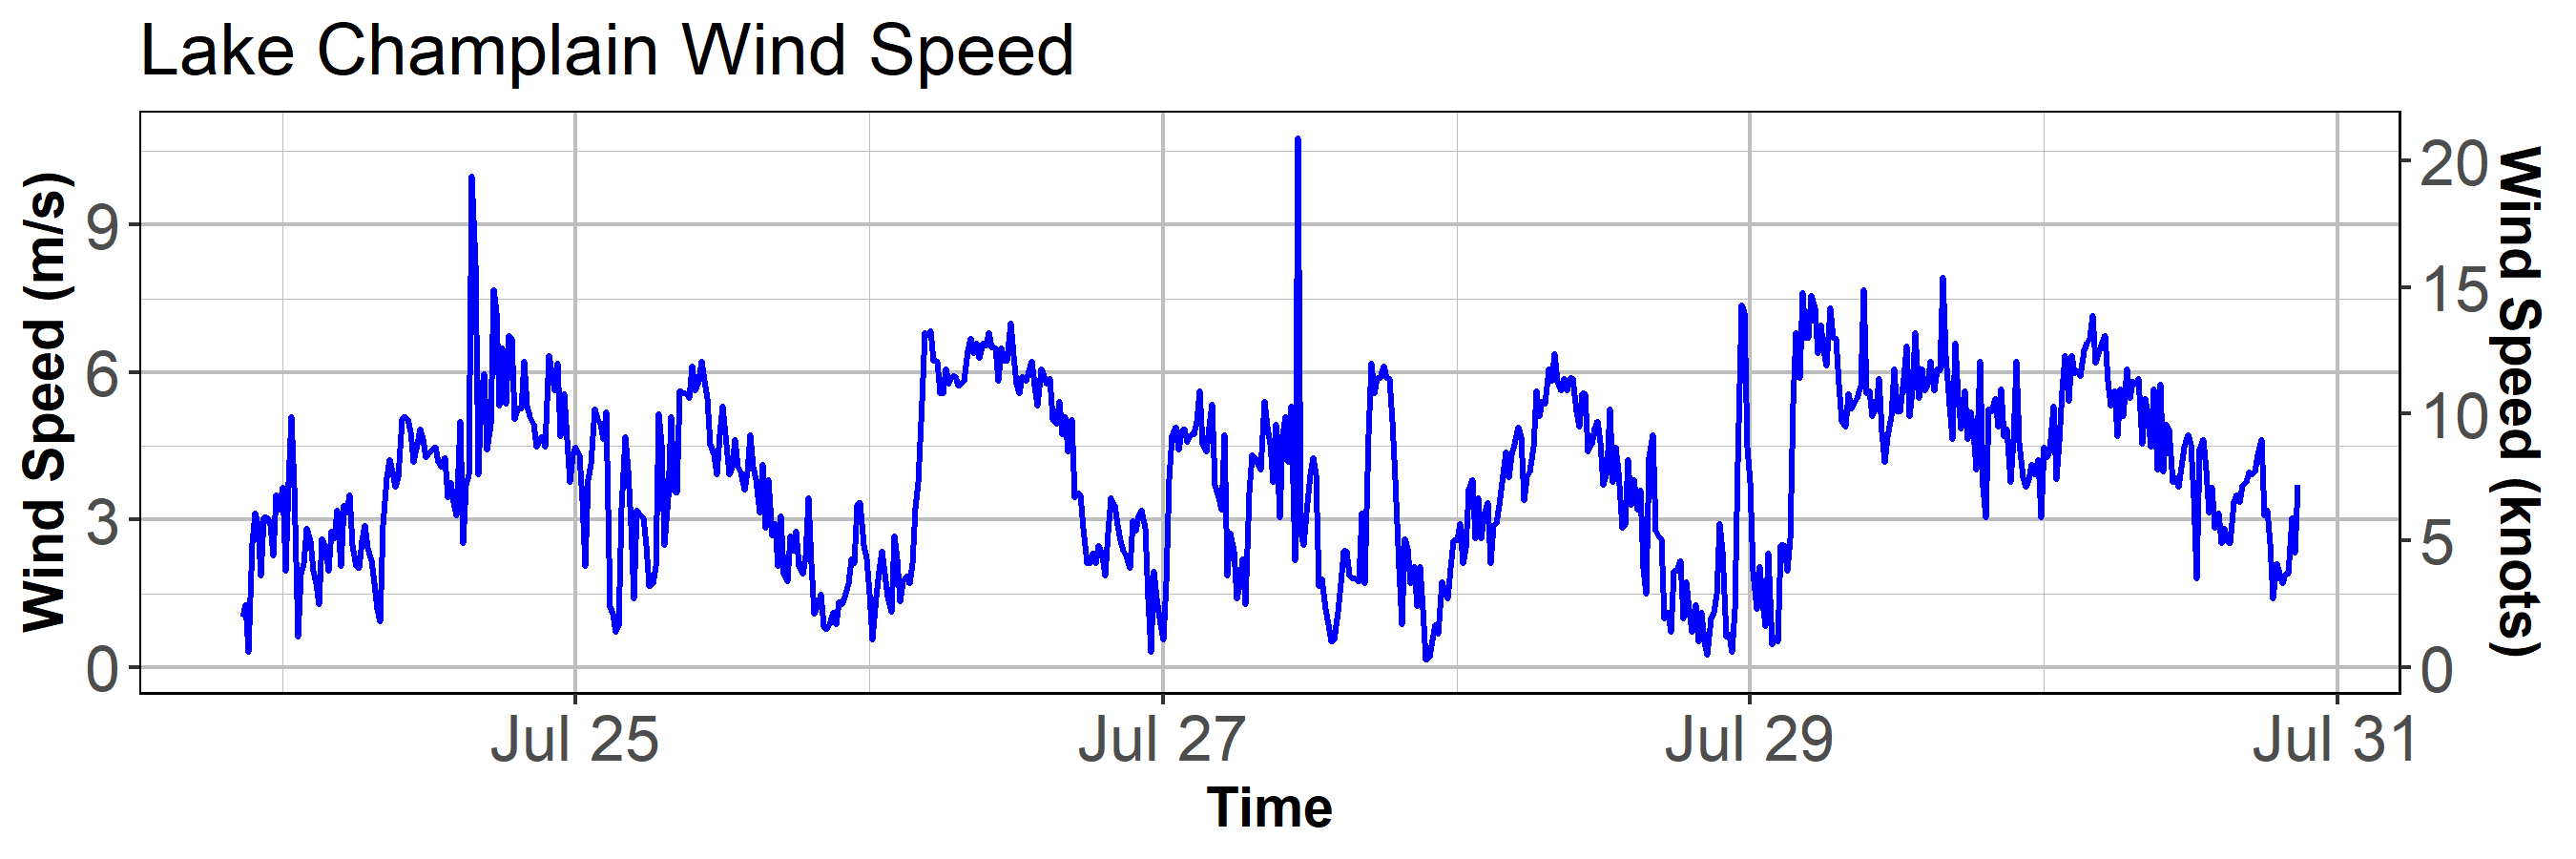 Lake Champlain Wind Speed
Wind Speed (m/s)
9
6
3
0
20
15
10
5
0
Wind Speed (knots)
Jul 25 Jul 27 Jul 29 Jul 31
Time